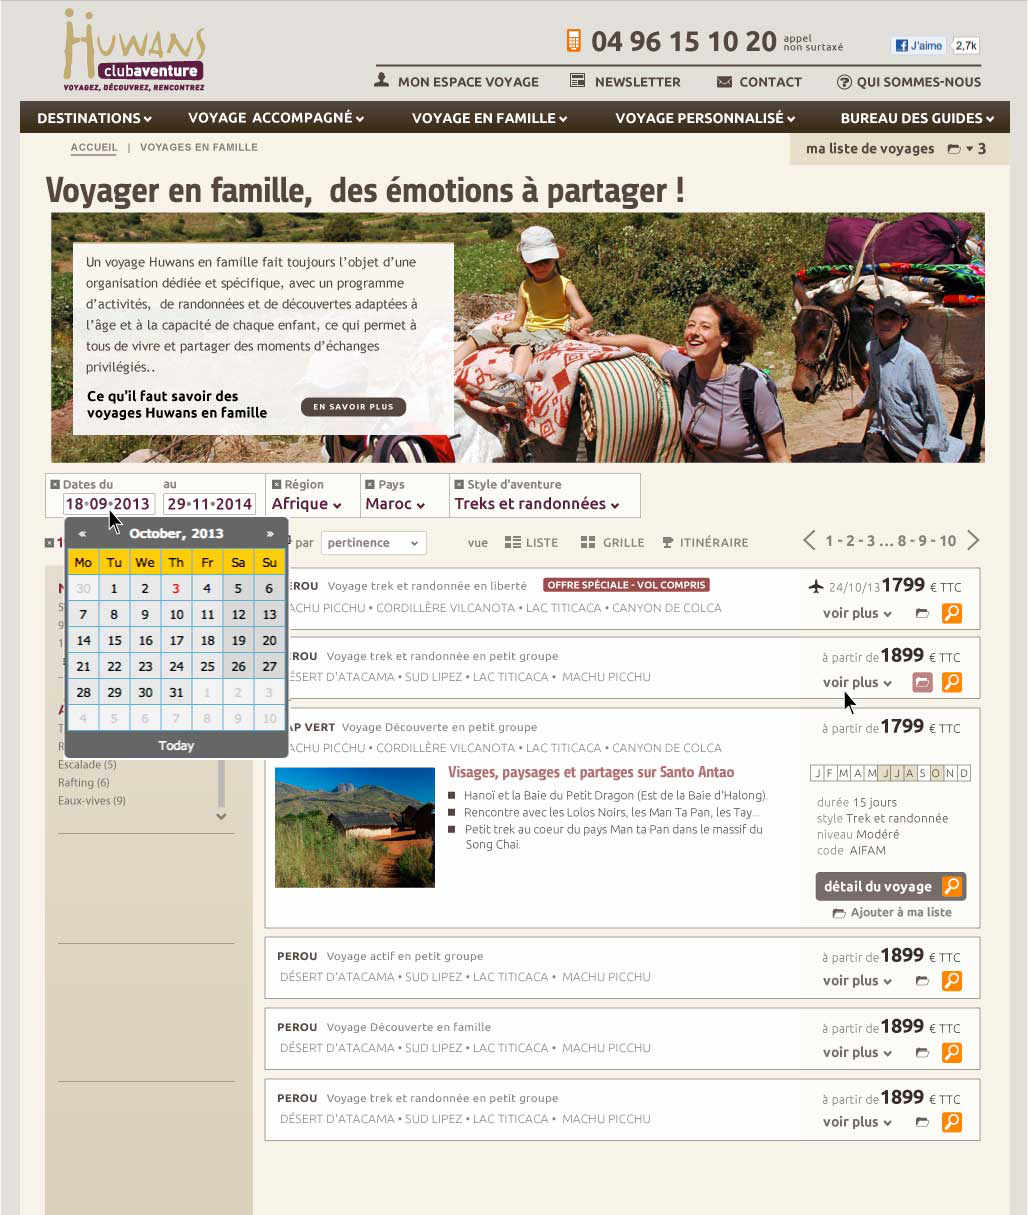 HUWANS
clubaventure
VOYAGEZ, DÉCOUVREZ, RENCONTREZ
04 96 15 10 20 appel non surtaxé
J'aime 2,7k
MON ESPACE VOYAGE NEWSLETTER CONTACT QUI SOMMES-NOUS
DESTINATIONS VOYAGE ACCOMPAGNÉ VOYAGE EN FAMILLE VOYAGE PERSONNALISÉ BUREAU DES GUIDES
ACCUEIL | VOYAGES EN FAMILLE
ma liste de voyages 3
Voyager en famille, des émotions à partager !
Un voyage Huwans en famille fait toujours l'objet d'une
organisation dédiée et spécifique, avec un programme
d'activités, de randonnées et de découvertes adaptées à
l'âge et à la capacité de chaque enfant, ce qui permet à
tous de vivre et partager des moments d'échanges
privilégiés..
Ce qu'il faut savoir des
voyages Huwans en famille
EN SAVOIR PLUS
Dates du au Région Pays Style d'aventure
18•09•2013 29•11•2014 Afrique Maroc Treks et randonnées
« October, 2013 »
Mo Tu We Th Fr Sa Su
30 1 2 3 4 5 6
7 8 9 10 11 12 13
14 15 16 17 18 19 20
21 22 23 24 25 26 27
28 29 30 31 1 2 3
4 5 6 7 8 9 10
Today
Escalade (5)
Rafting (6)
Eaux-vives (9)
par pertinence vue LISTE GRILLE ITINÉRAIRE 1 - 2 - 3 ... 8 - 9 - 10
EROU Voyage trek et randonnée en liberté OFFRE SPÉCIALE - VOL COMPRIS 24/10/13 1799 € TTC
ACHU PICCHU • CORDILLÈRE VILCANOTA • LAC TITICACA • CANYON DE COLCA voir plus
EROU Voyage trek et randonnée en petit groupe à partir de 1899 € TTC
DÉSERT D'ATACAMA • SUD LIPEZ • LAC TITICACA • MACHU PICCHU voir plus
AP VERT Voyage Découverte en petit groupe à partir de 1799 € TTC
ACHU PICCHU • CORDILLÈRE VILCANOTA • LAC TITICACA • CANYON DE COLCA
Visages, paysages et partages sur Santo Antao
Hanoï et la Baie du Petit Dragon (Est de la Baie d'Halong).
Rencontre avec les Lolos Noirs, les Man Ta Pan, les Tay...
Petit trek au coeur du pays Man ta Pan dans le massif du
Song Chai.
J F M A M J J A S O N D
durée 15 jours
style Trek et randonnée
niveau Modéré
code AIFAM
détail du voyage
Ajouter à ma liste
PEROU Voyage actif en petit groupe à partir de 1899 € TTC
DÉSERT D'ATACAMA • SUD LIPEZ • LAC TITICACA • MACHU PICCHU voir plus
PEROU Voyage Découverte en famille à partir de 1899 € TTC
DÉSERT D'ATACAMA • SUD LIPEZ • LAC TITICACA • MACHU PICCHU voir plus
PEROU Voyage trek et randonnée en petit groupe à partir de 1899 € TTC
DÉSERT D'ATACAMA • SUD LIPEZ • LAC TITICACA • MACHU PICCHU voir plus